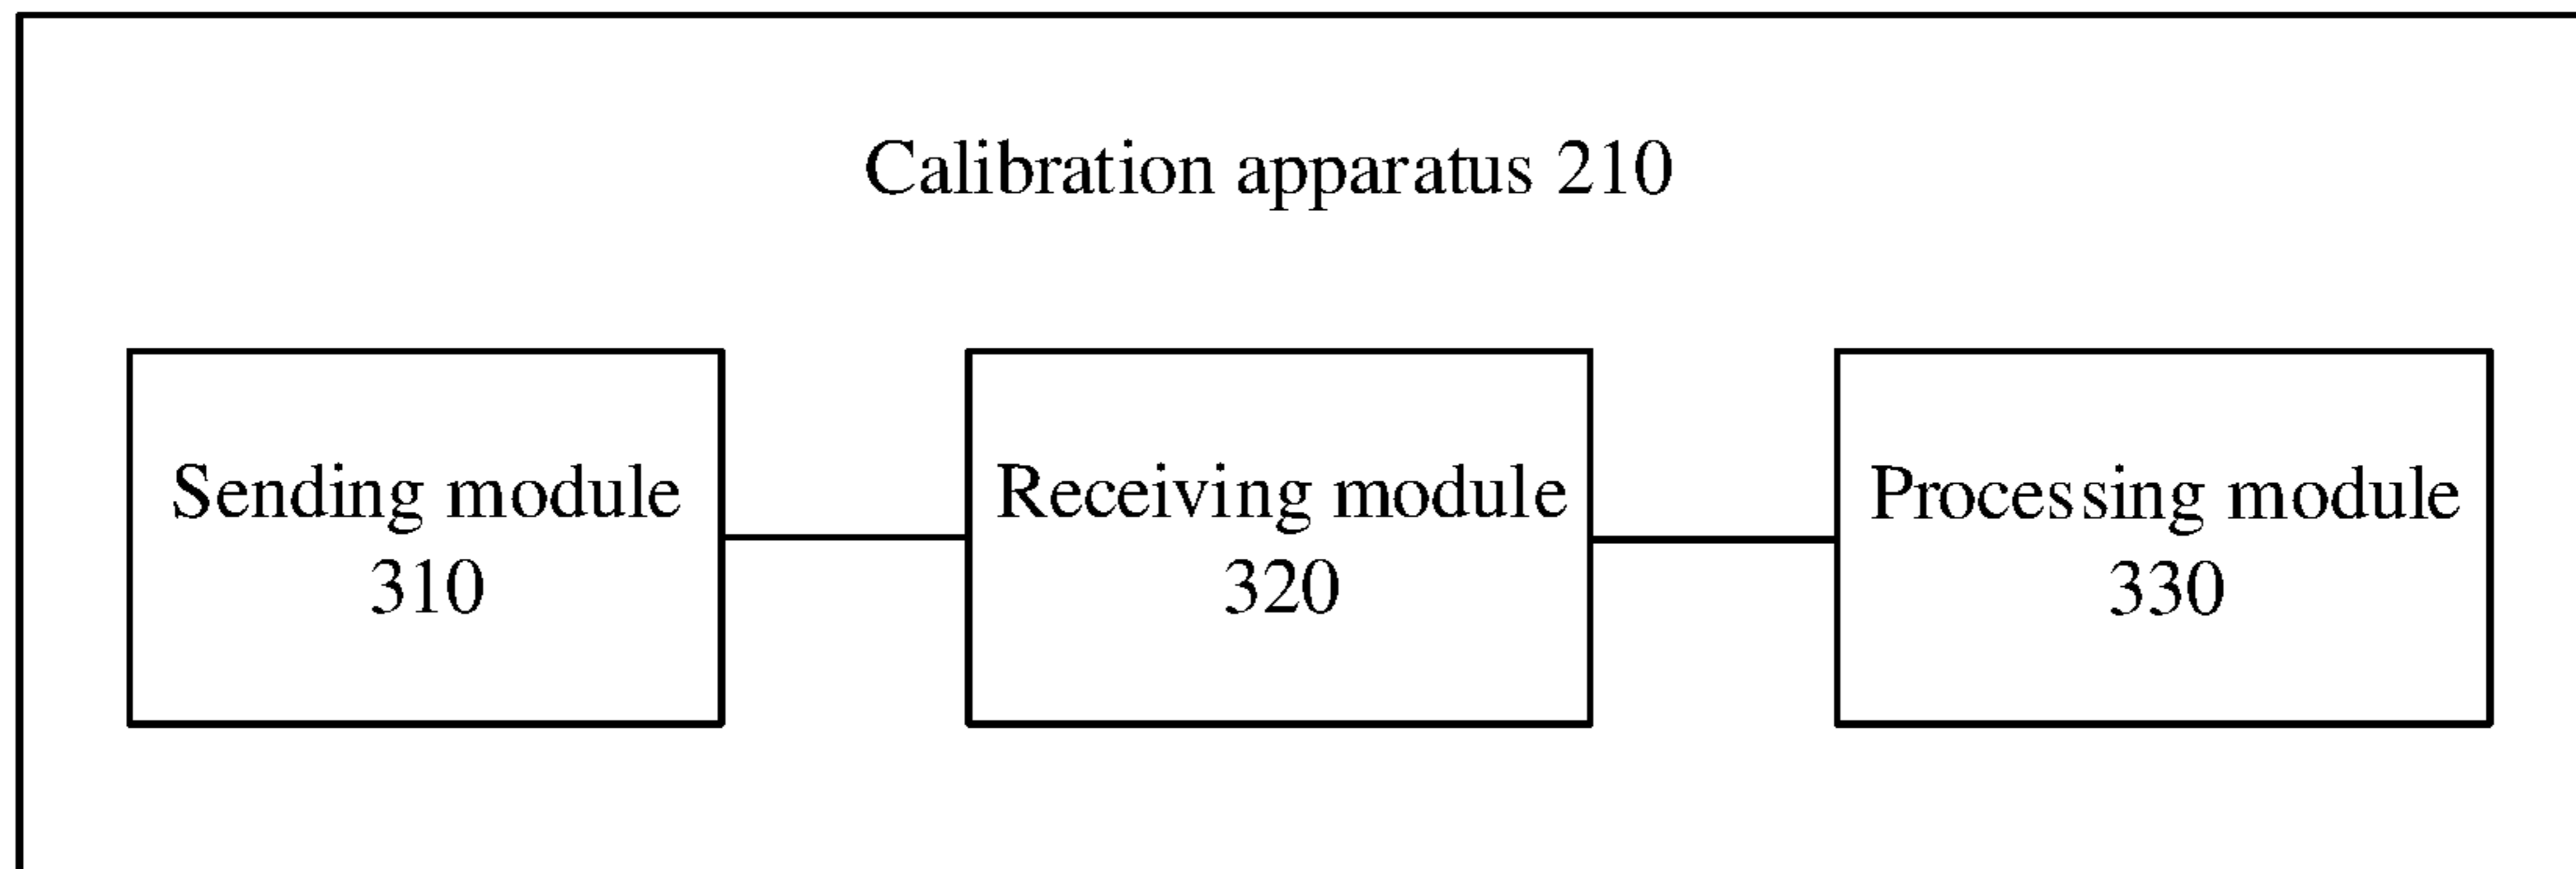 Calibration apparatus 210
Sending module
310
Receiving module
320
Processing module
330